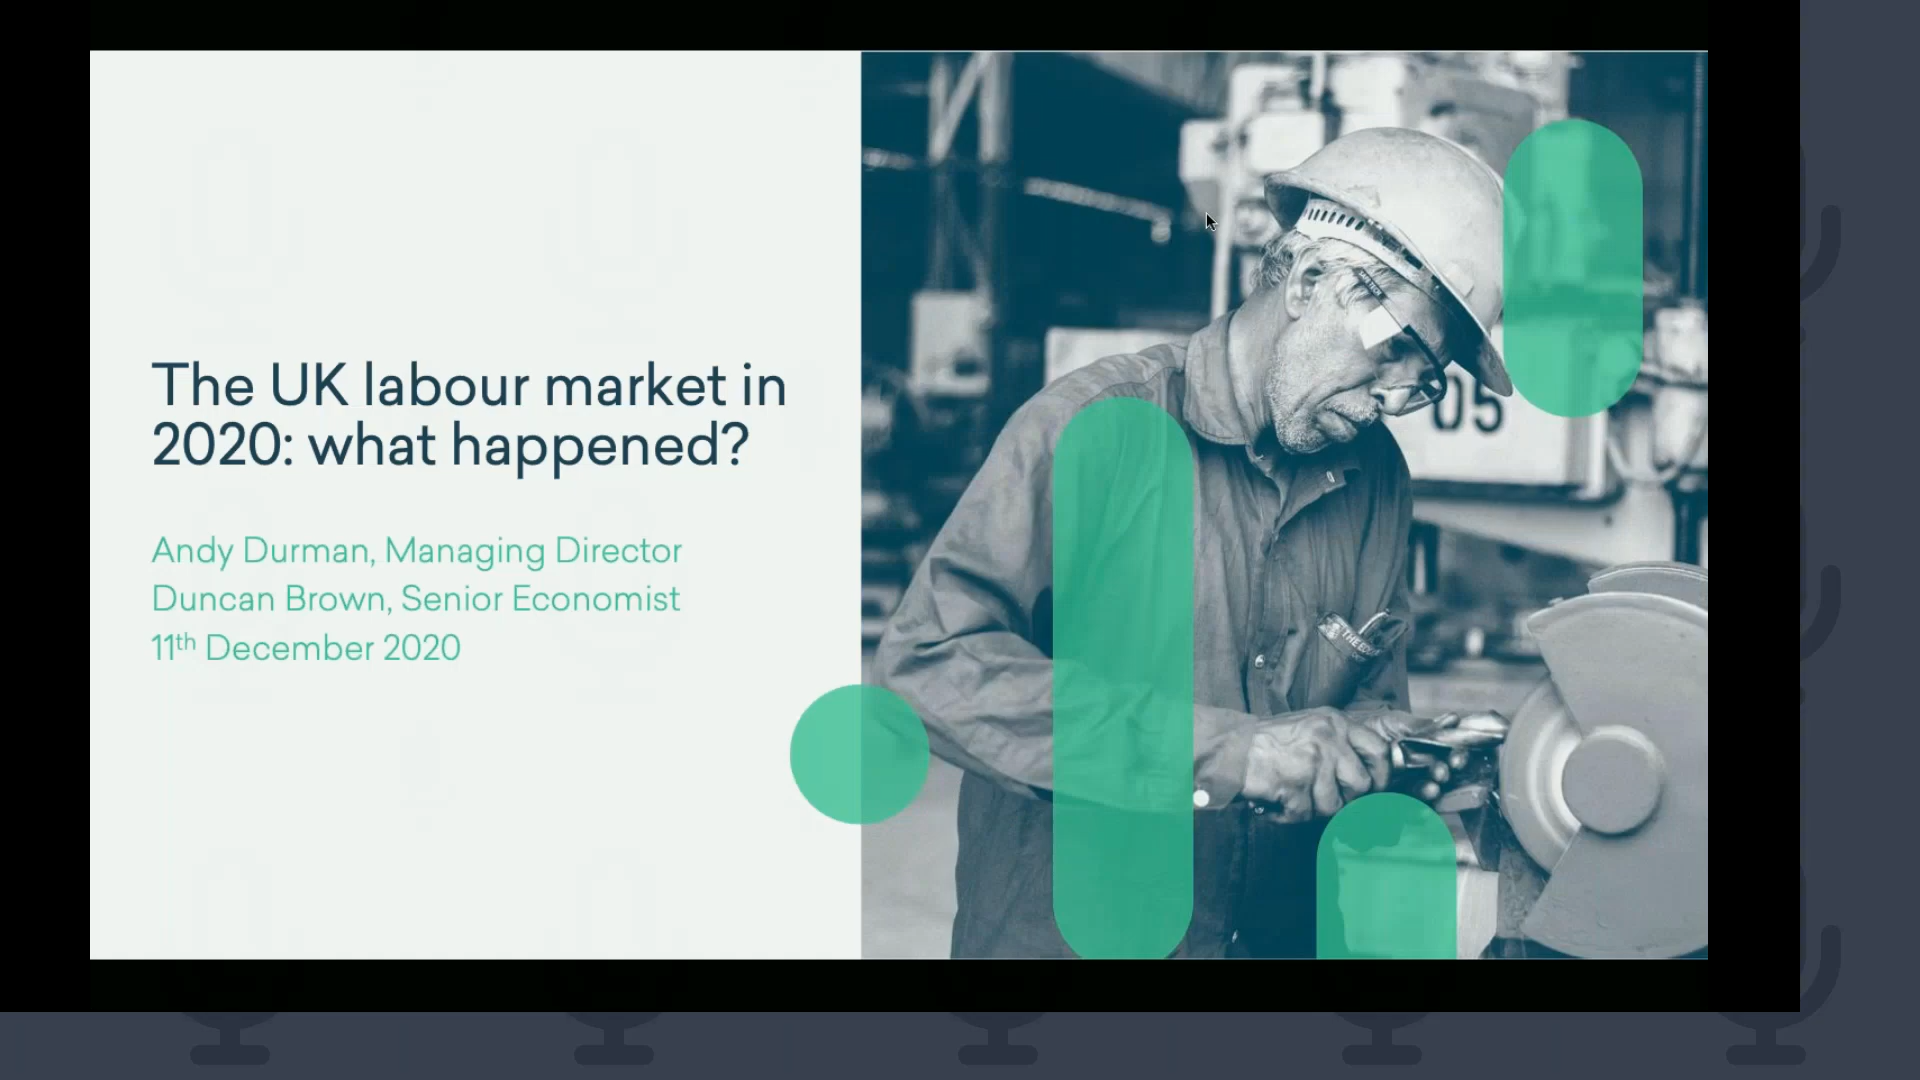 The UK labour market in
2020: what happened?
Andy Durman, Managing Director
Duncan Brown, Senior Economist
11th December 2020
05